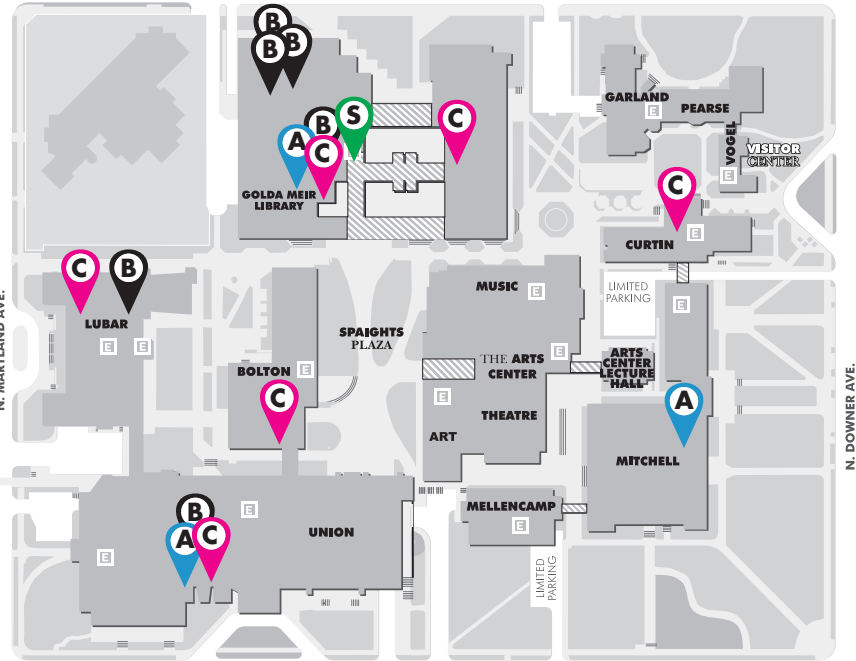 B
B
B
S
C
A
B
C
GOLDA MEIR
LIBRARY
GARLAND
E
PEARSE
VOGEL
VISITOR
CENTER
E
C
CURTIN
E
N. MARYLAND AVE.
C
B
LUBAR
E
E
MUSIC
E
LIMITED
PARKING
E
SPAIGHTS
PLAZA
BOLTON
E
C
THE ARTS
CENTER
E
ARTS
CENTER
LECTURE
HALL
E
ART
THEATRE
A
MITCHELL
N. DOWNER AVE.
B
A
C
E
UNION
E
MELLENCAMP
E
LIMITED
PARKING